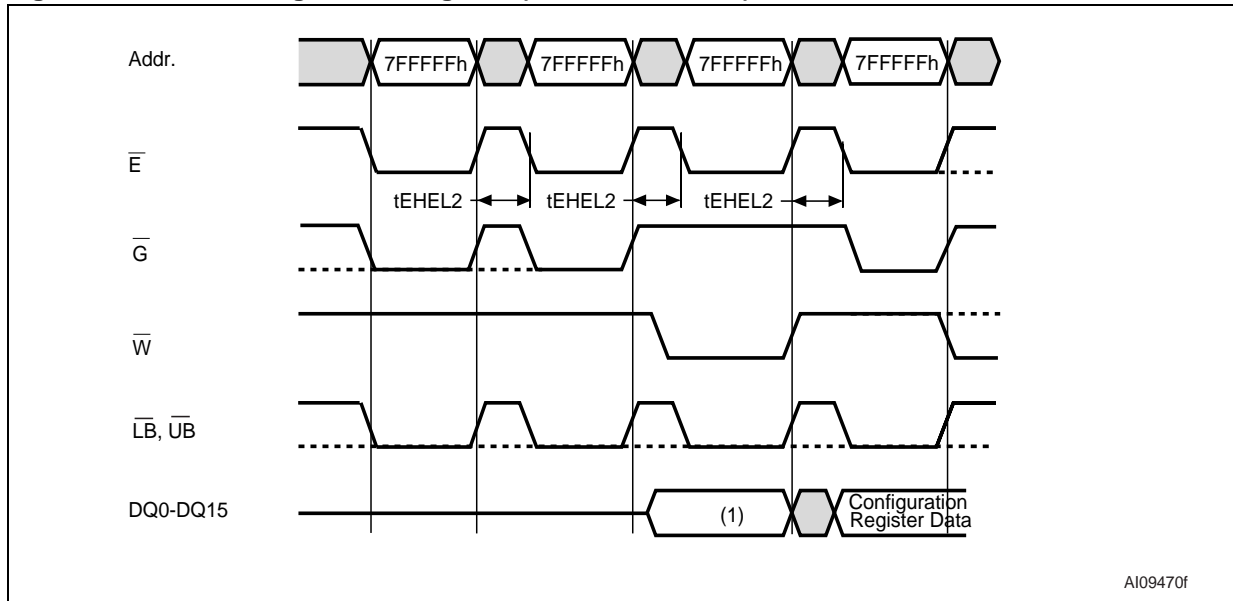 Addr.
7FFFFFh
7FFFFFh
7FFFFFh
7FFFFFh
E
tEHEL2
tEHEL2
tEHEL2
G
W
LB, UB
DQ0-DQ15
(1)
Configuration
Register Data
AI09470f